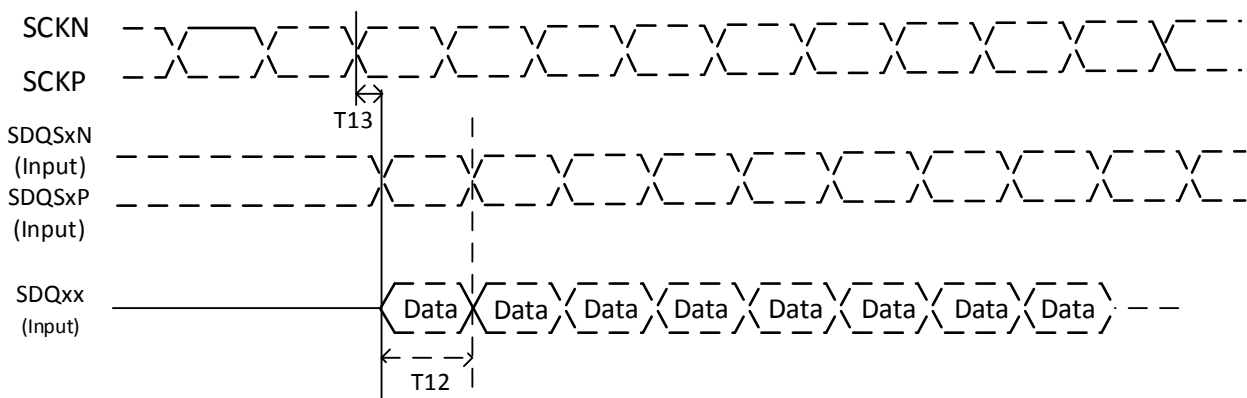 SCKN
SCKP
T13
SDQSxN
(Input)
SDQSxP
(Input)
SDQxx
(Input)
Data Data Data Data Data Data Data Data
T12